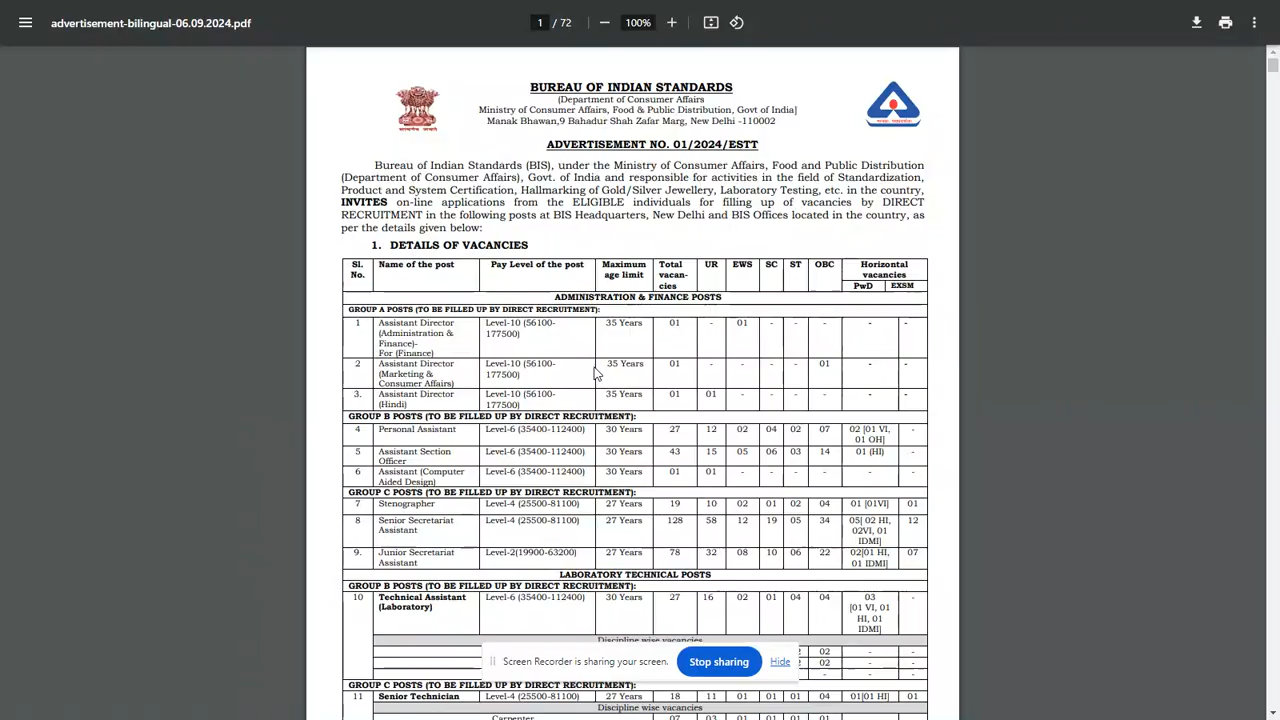 advertisement-bilingual-06.09.2024.pdf 1 / 72 100%
BUREAU OF INDIAN STANDARDS
(Department of Consumer Affairs
Ministry of Consumer Affairs, Food & Public Distribution, Govt of India]
Manak Bhawan,9 Bahadur Shah Zafar Marg, New Delhi -110002
ADVERTISEMENT NO. 01/2024/ESTT
Bureau of Indian Standards (BIS), under the Ministry of Consumer Affairs, Food and Public Distribution
(Department of Consumer Affairs), Govt. of India and responsible for activities in the field of Standardization,
Product and System Certification, Hallmarking of Gold/Silver Jewellery, Laboratory Testing, etc. in the country,
INVITES on-line applications from the ELIGIBLE individuals for filling up of vacancies by DIRECT
RECRUITMENT in the following posts at BIS Headquarters, New Delhi and BIS Offices located in the country, as
per the details given below:
1. DETAILS OF VACANCIES
Sl. Name of the post Pay Level of the post Maximum Total UR EWS SC ST OBC Horizontal
No. age limit vacan- vacancies
cies PwD EXSM
ADMINISTRATION & FINANCE POSTS
GROUP A POSTS (TO BE FILLED UP BY DIRECT RECRUITMENT):
1 Assistant Director Level-10 (56100- 35 Years 01 - 01 - - - - -
(Administration & 177500)
Finance)-
For (Finance)
2 Assistant Director Level-10 (56100- 35 Years 01 - - - - 01 - -
(Marketing & 177500)
Consumer Affairs)
3. Assistant Director Level-10 (56100- 35 Years 01 01 - - - - - -
(Hindi) 177500)
GROUP B POSTS (TO BE FILLED UP BY DIRECT RECRUITMENT):
4 Personal Assistant Level-6 (35400-112400) 30 Years 27 12 02 04 02 07 02 [01 VI, -
01 OH]
5 Assistant Section Level-6 (35400-112400) 30 Years 43 15 05 06 03 14 01 (HI) -
Officer
6 Assistant (Computer Level-6 (35400-112400) 30 Years 01 01 - - - - - -
Aided Design)
GROUP C POSTS (TO BE FILLED UP BY DIRECT RECRUITMENT):
7 Stenographer Level-4 (25500-81100) 27 Years 19 10 02 01 02 04 01 [01VI] 01
8 Senior Secretariat Level-4 (25500-81100) 27 Years 128 58 12 19 05 34 05[ 02 HI, 12
Assistant 02VI, 01
IDMI]
9. Junior Secretariat Level-2(19900-63200) 27 Years 78 32 08 10 06 22 02[01 HI, 07
Assistant 01 IDMI]
LABORATORY TECHNICAL POSTS
GROUP B POSTS (TO BE FILLED UP BY DIRECT RECRUITMENT):
10 Technical Assistant Level-6 (35400-112400) 30 Years 27 16 02 01 04 04 03 -
(Laboratory) [01 VI, 01
HI, 01
IDMI]
Discipline wise vacancies
02 - -
02 - -
- - -
Screen Recorder is sharing your screen. Stop sharing Hide
GROUP C POSTS (TO BE FILLED UP BY DIRECT RECRUITMENT):
11 Senior Technician Level-4 (25500-81100) 27 Years 18 11 01 01 01 04 01[01 HI] 01
Discipline wise vacancies
Carpenter 07 03 01 01 01 01 - -